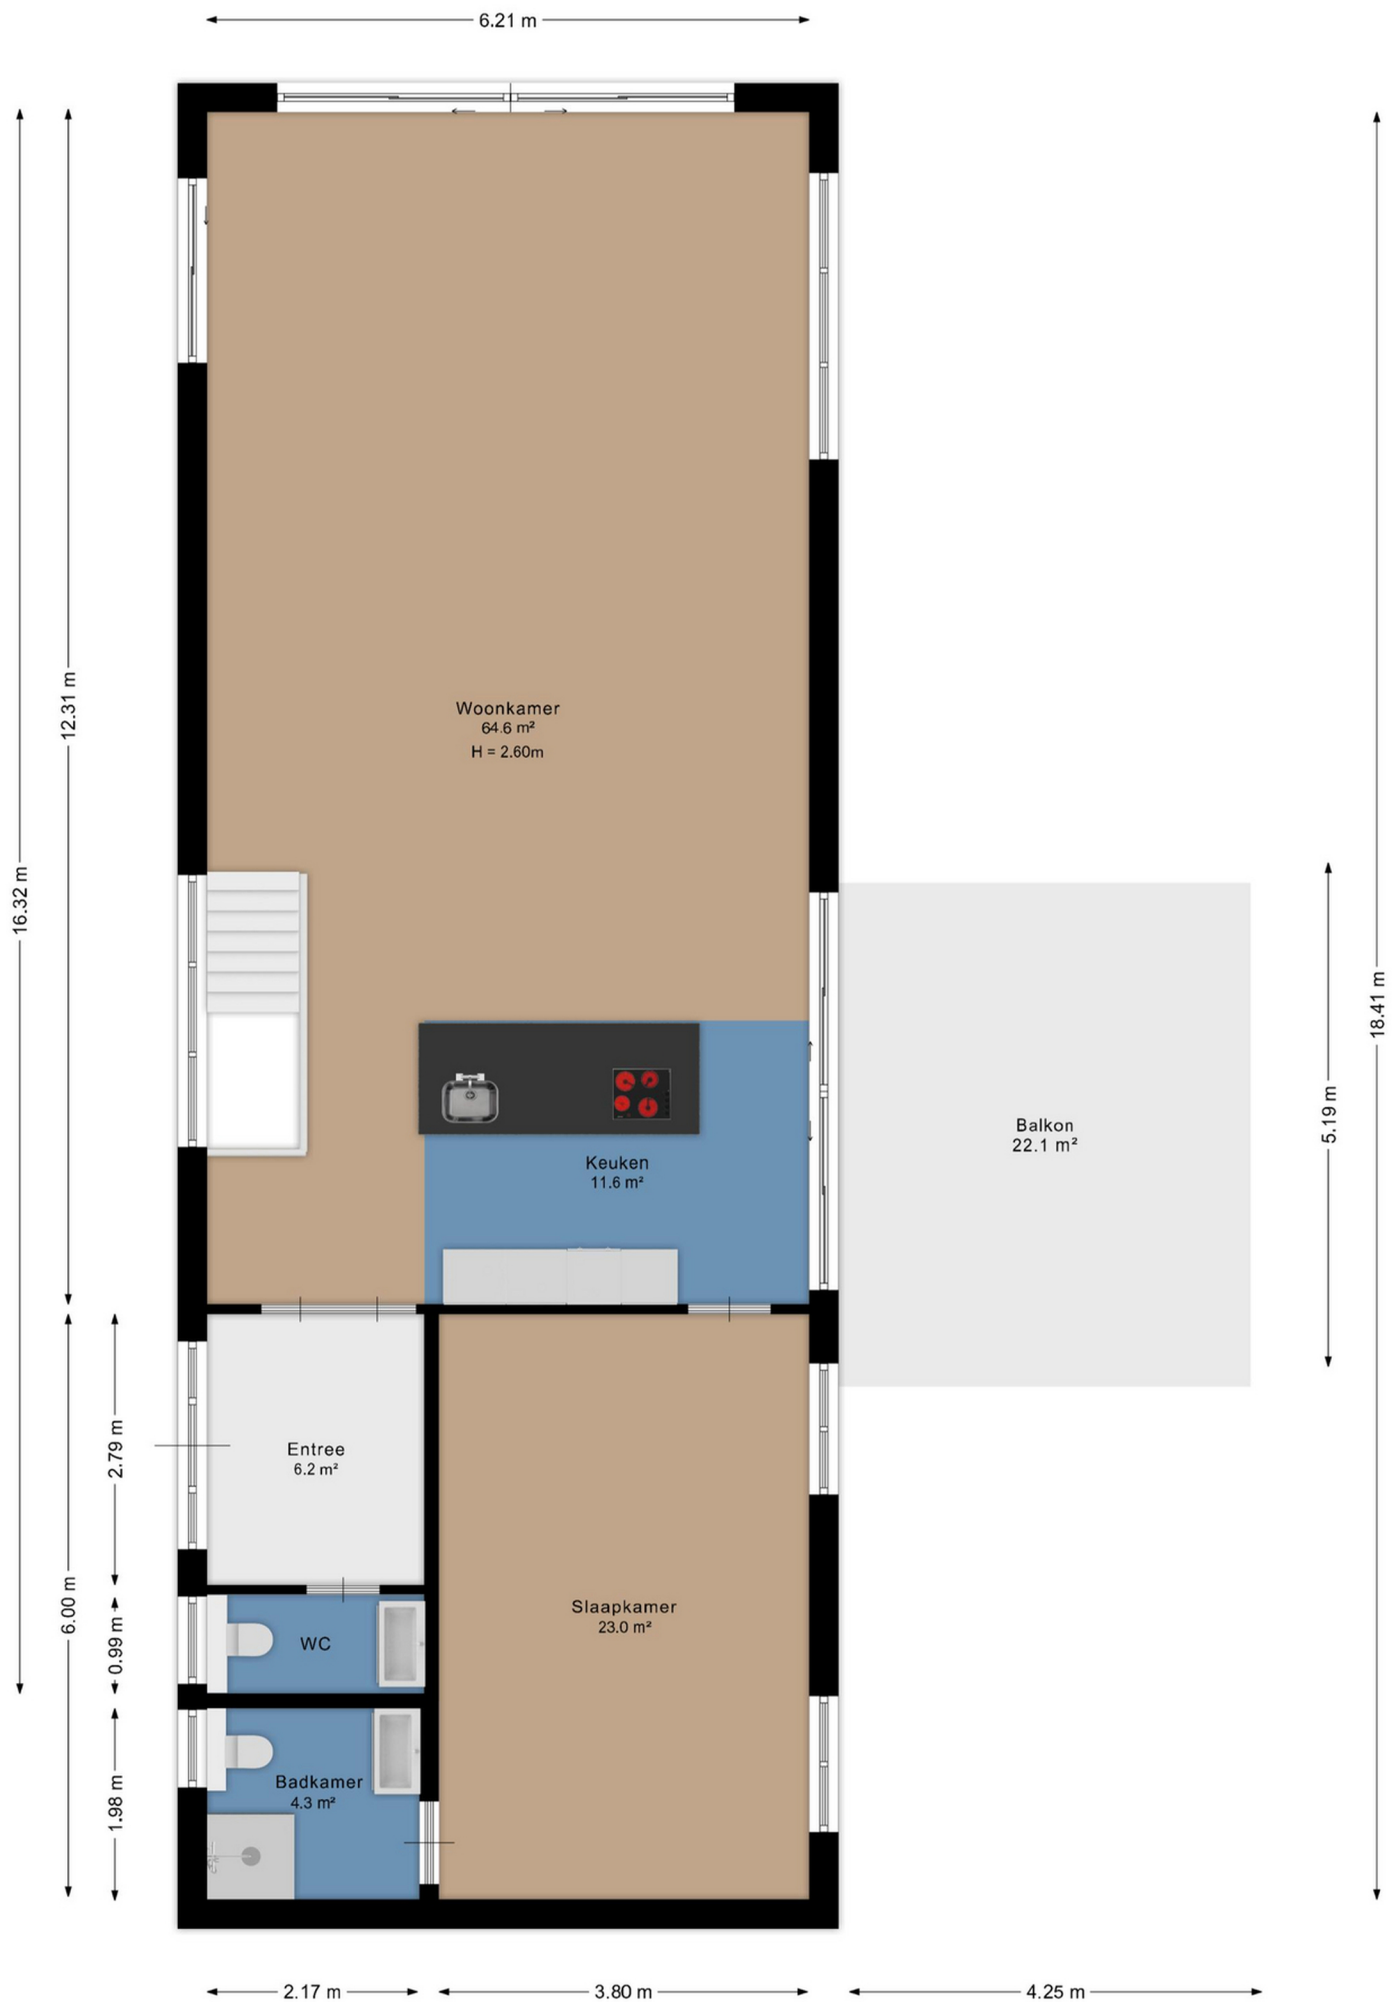 6.21 m
12.31 m
16.32 m
18.41 m
Woonkamer
64.6 m²
H = 2.60m
5.19 m
Balkon
22.1 m²
Keuken
11.6 m²
2.79 m
Entree
6.2 m²
6.00 m
Slaapkamer
23.0 m²
0.99 m
WC
1.98 m
Badkamer
4.3 m²
2.17 m
3.80 m
4.25 m